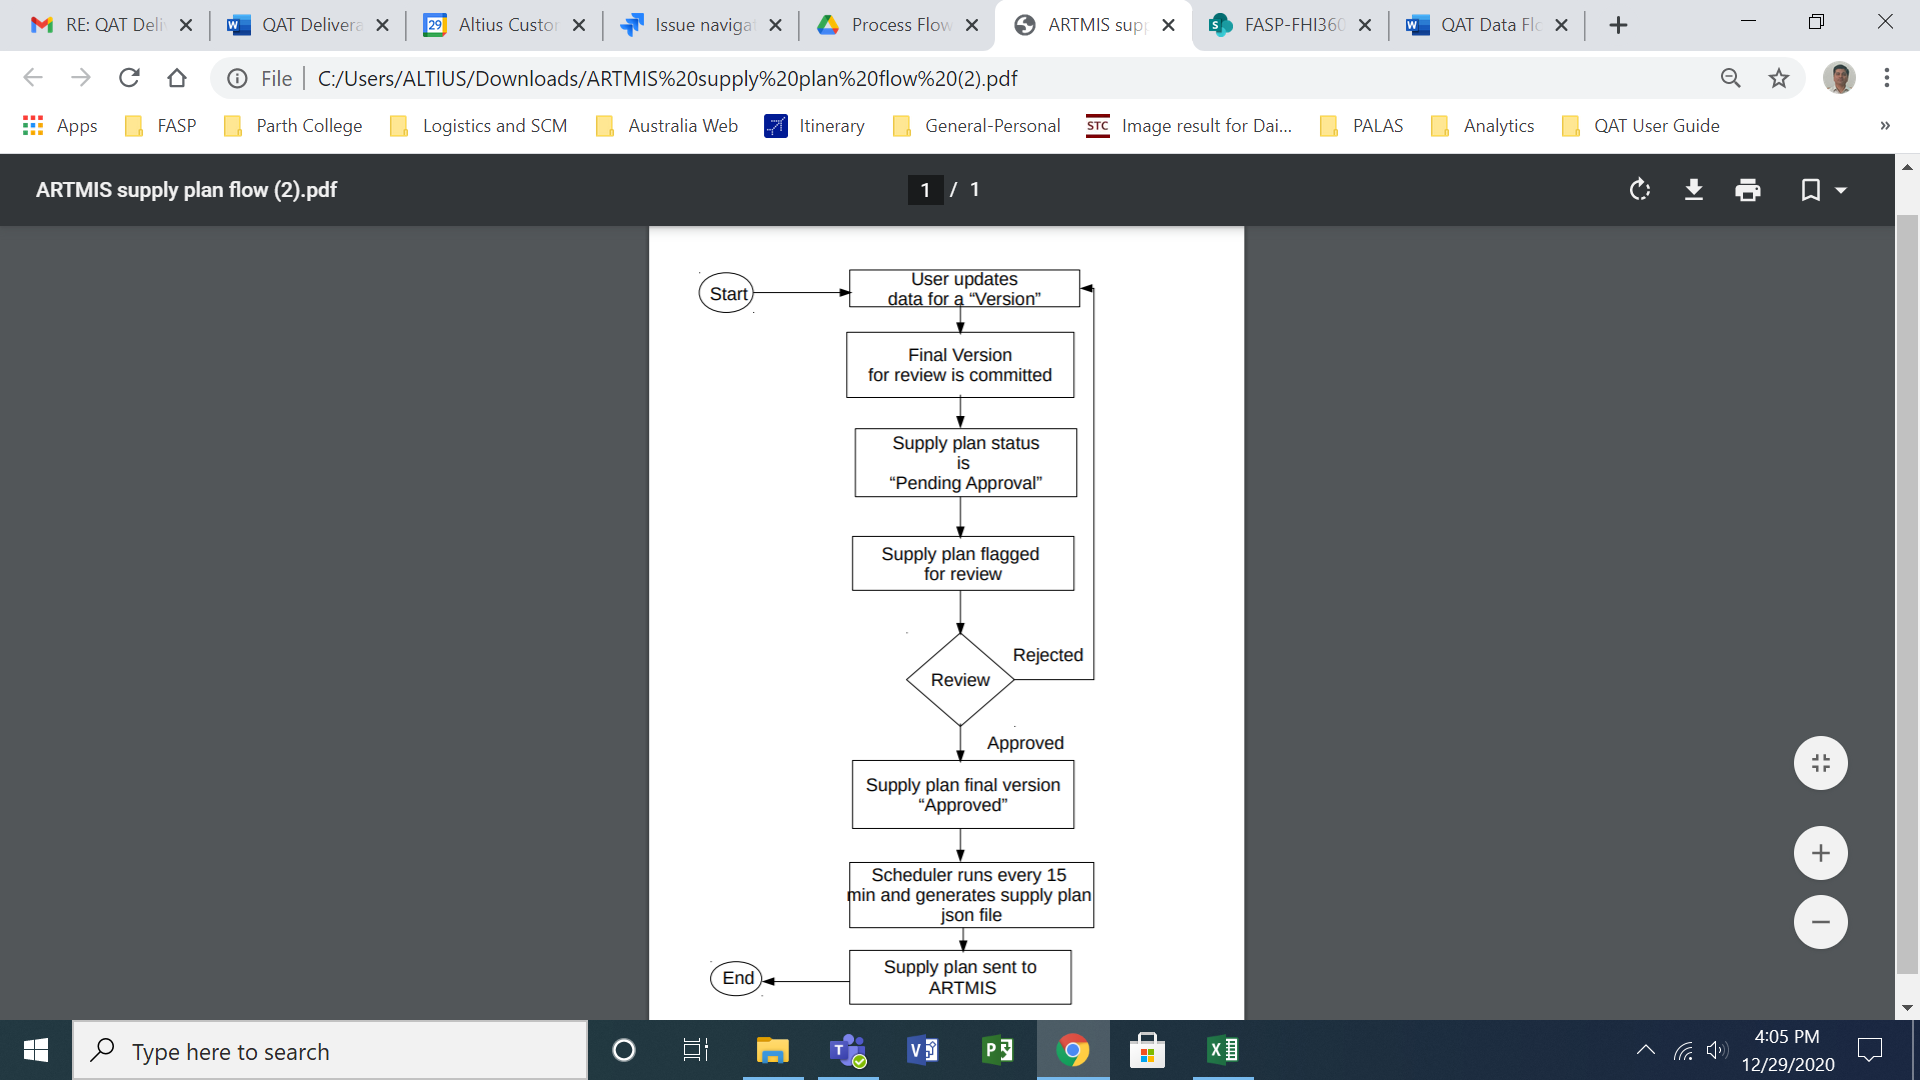 RE: QAT Deli
QAT Delivera
29
Altius Custor
Issue navigat
Process Flow
ARTMIS supp
FASP-FHI360
QAT Data Flo
File
C:/Users/ALTIUS/Downloads/ARTMIS%20supply%20plan%20flow%20(2).pdf
Apps
FASP
Parth College
Logistics and SCM
Australia Web
Itinerary
General-Personal
STC
Image result for Dai...
PALAS
Analytics
QAT User Guide
»
ARTMIS supply plan flow (2).pdf
1 / 1
Start
User updates
data for a “Version”
Final Version
for review is committed
Supply plan status
is
“Pending Approval”
Supply plan flagged
for review
Review
Rejected
Approved
Supply plan final version
“Approved”
Scheduler runs every 15
min and generates supply plan
json file
Supply plan sent to
ARTMIS
End
Type here to search
4:05 PM
12/29/2020